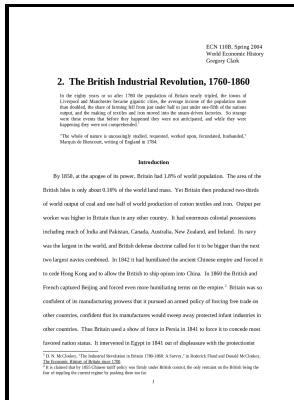 ECN 110B, Spring 2004
World Economic History
Gregory Clark
2. The British Industrial Revolution, 1760-1860
In the eighty years or so after 1780 the population of Britain nearly tripled, the towns of
Liverpool and Manchester became gigantic cities, the average income of the population more
than doubled, the share of farming fell from just under half to just under one-fifth of the nations
output, and the making of textiles and iron moved into the steam-driven factories. So strange
were these events that before they happened they were not anticipated, and while they were
happening they were not comprehended.¹
"The whole of nature is unceasingly studied, requested, worked upon, fecundated, husbanded,"
Marquis de Biencourt, writing of England in 1784.
Introduction
By 1850, at the apogee of its power, Britain had 1.8% of world population. The area of the
British Isles is only about 0.16% of the world land mass. Yet Britain then produced two-thirds
of world output of coal and one half of world production of cotton textiles and iron. Output per
worker was higher in Britain than in any other country. It had enormous colonial possessions
including much of India and Pakistan, Canada, Australia, New Zealand, and Ireland. Its navy
was the largest in the world, and British defense doctrine called for it to be bigger than the next
two largest navies combined. In 1842 it had humiliated the ancient Chinese empire and forced it
to cede Hong Kong and to allow the British to ship opium into China. In 1860 the British and
French captured Beijing and forced even more humiliating terms on the empire.² Britain was so
confident of its manufacturing prowess that it pursued an armed policy of forcing free trade on
other countries, confident that its manufactures would sweep away protected infant industries in
other countries. Thus Britain used a show of force in Persia in 1841 to force it to concede most
favored nation status. It intervened in Egypt in 1841 out of displeasure with the protectionist
¹ D. N. McCloskey, "The Industrial Revolution in Britain 1780-1860: A Survey," in Roderick Floud and Donald McCloskey,
The Economic History of Britain since 1700.
² It is claimed that by 1855 Chinese tariff policy was firmly under British control, the only restraint on the British being the
fear of toppling the current regime by pushing them too far.
1